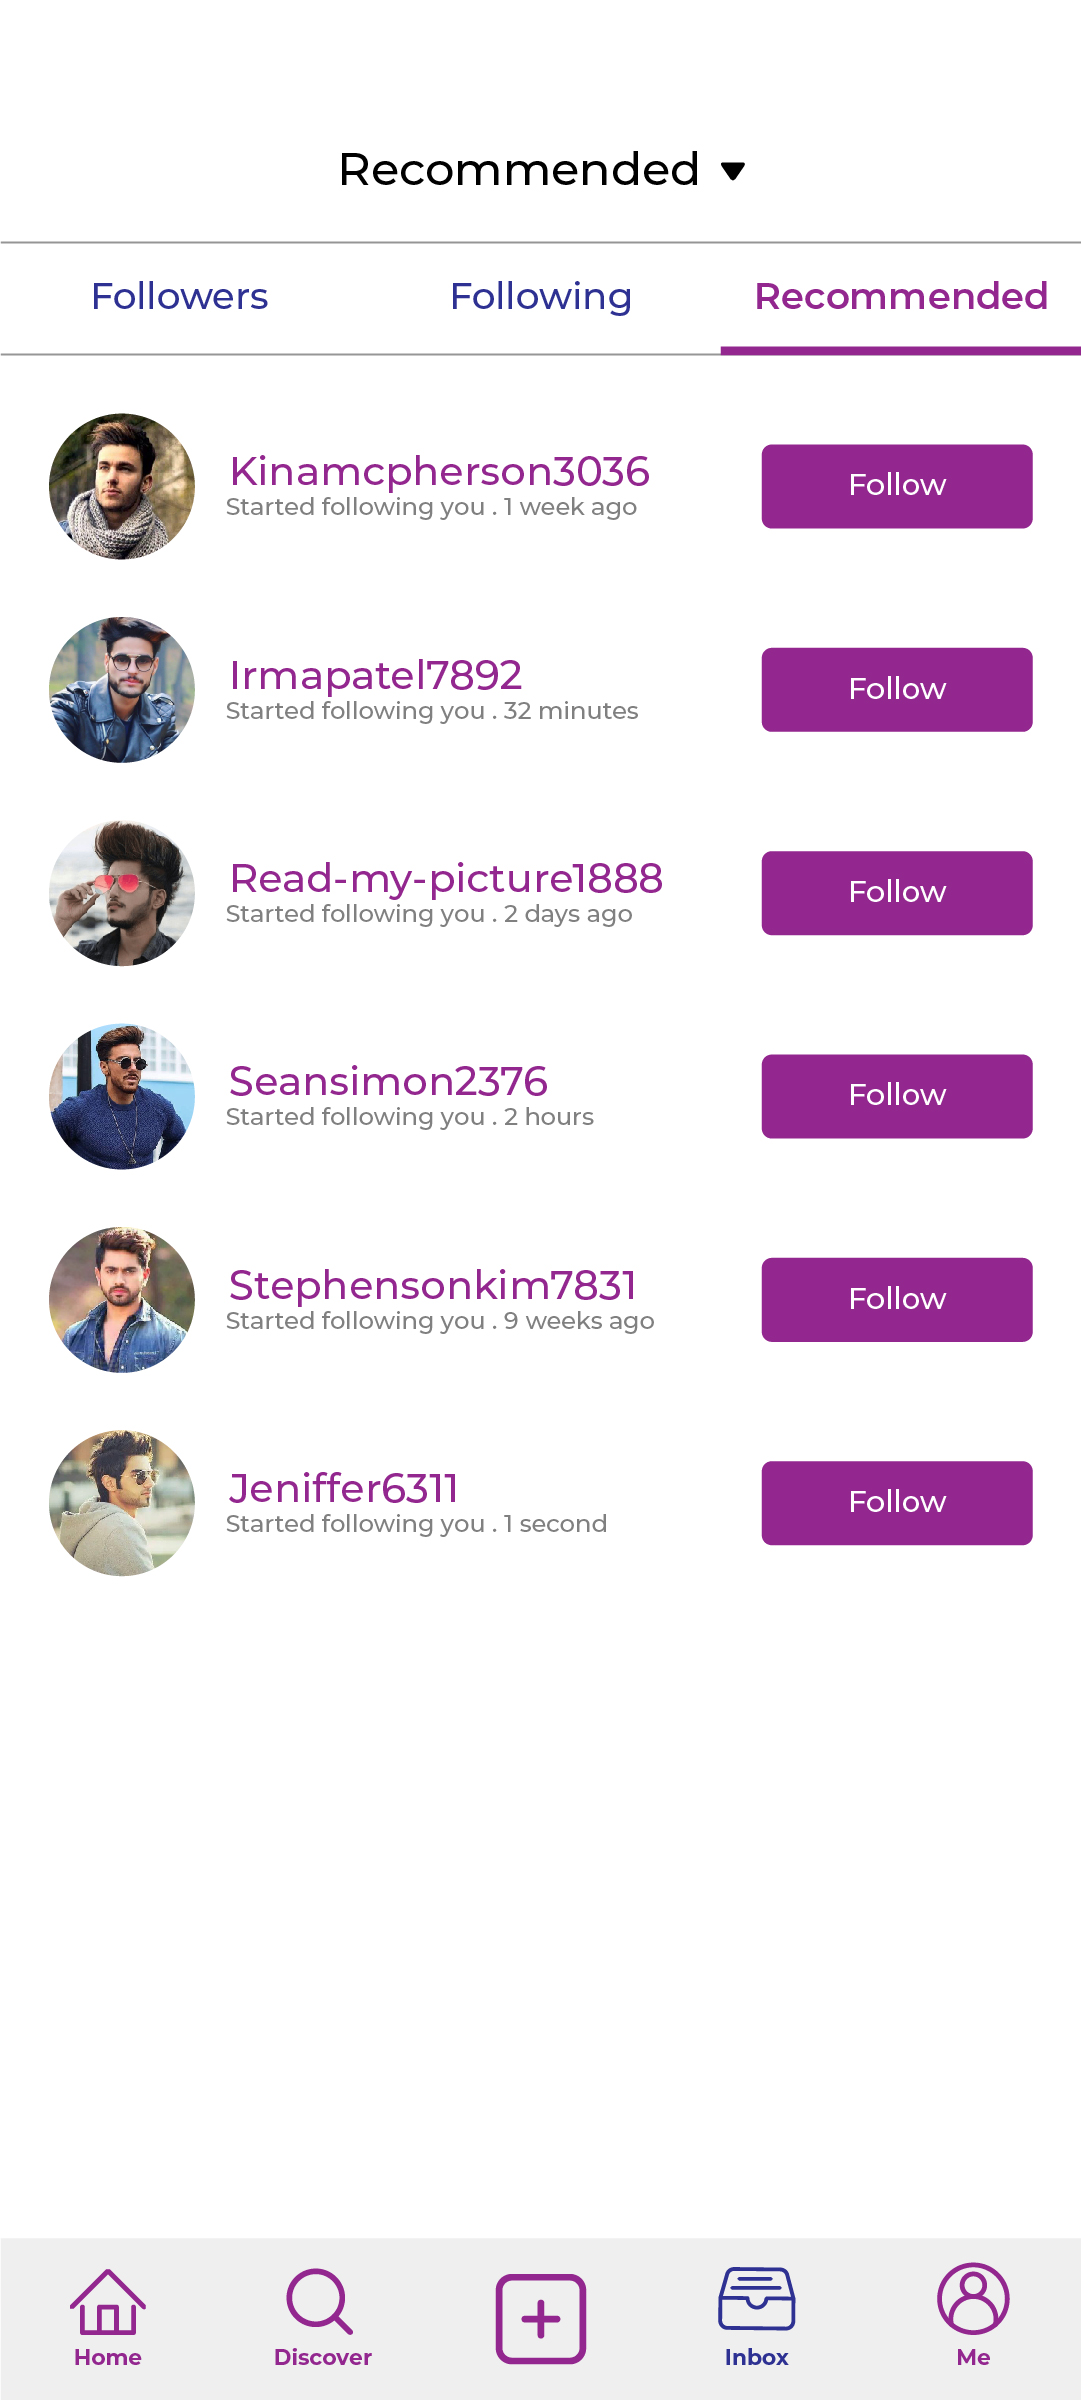 Recommended
Followers Following Recommended
Kinamcpherson3036
Started following you . 1 week ago
Follow
Irmapatel7892
Started following you . 32 minutes
Follow
Read-my-picture1888
Started following you . 2 days ago
Follow
Seansimon2376
Started following you . 2 hours
Follow
Stephensonkim7831
Started following you . 9 weeks ago
Follow
Jeniffer6311
Started following you . 1 second
Follow
Home Discover Inbox Me